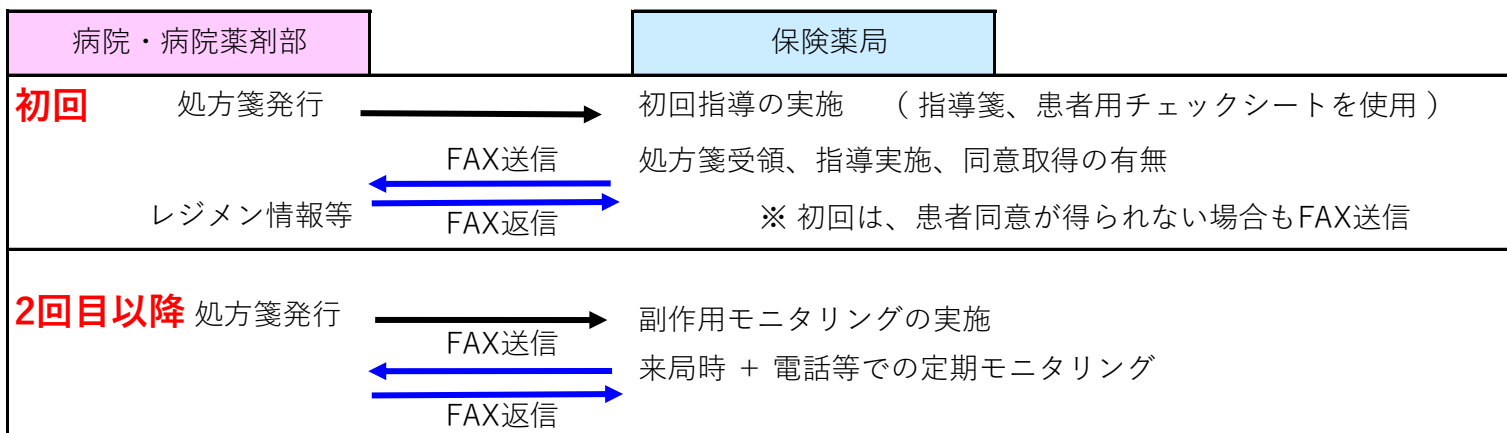 病院・病院薬剤部 保険薬局
初回 処方箋発行 初回指導の実施 （ 指導箋、患者用チェックシートを使用 ）
FAX送信 処方箋受領、指導実施、同意取得の有無
レジメン情報等 FAX返信 ※ 初回は、患者同意が得られない場合もFAX送信
2回目以降 処方箋発行 副作用モニタリングの実施
FAX送信 来局時 + 電話等での定期モニタリング
FAX返信